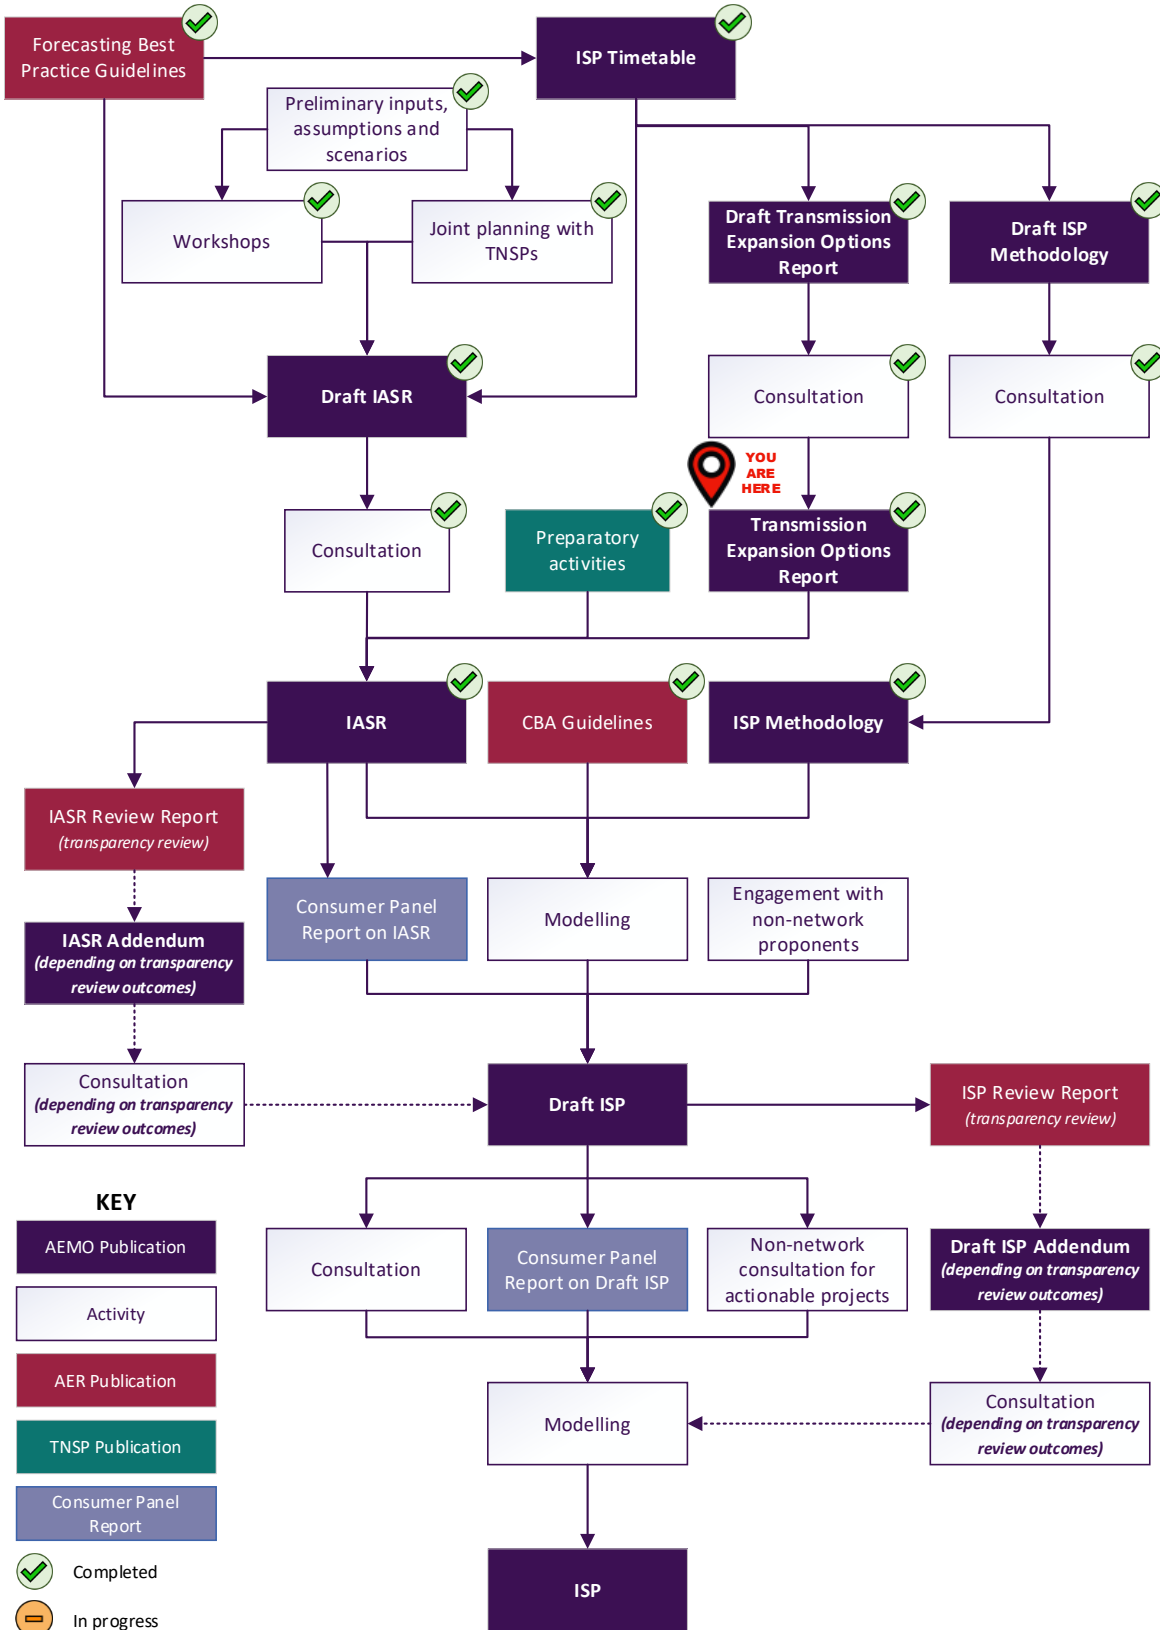 Forecasting Best
Practice Guidelines
ISP Timetable
Preliminary inputs,
assumptions and
scenarios
Workshops
Joint planning with
TNSPs
Draft Transmission
Expansion Options
Report
Draft ISP
Methodology
Draft IASR
Consultation
Consultation
YOU
ARE
HERE
Consultation
Preparatory
activities
Transmission
Expansion Options
Report
IASR
CBA Guidelines
ISP Methodology
IASR Review Report
(transparency review)
Consumer Panel
Report on IASR
Modelling
Engagement with
non-network
proponents
IASR Addendum
(depending on transparency
review outcomes)
Consultation
(depending on transparency
review outcomes)
Draft ISP
ISP Review Report
(transparency review)
Consultation
Consumer Panel
Report on Draft ISP
Non-network
consultation for
actionable projects
Draft ISP Addendum
(depending on transparency
review outcomes)
Modelling
Consultation
(depending on transparency
review outcomes)
ISP
KEY
AEMO Publication
Activity
AER Publication
TNSP Publication
Consumer Panel
Report
Completed
In progress